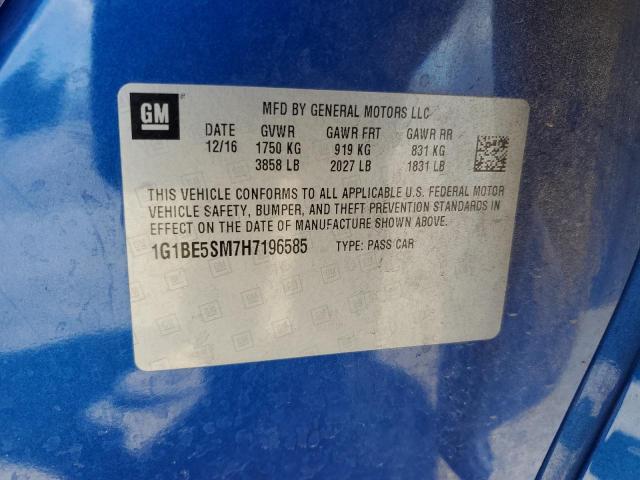 GM
MFD BY GENERAL MOTORS LLC
DATE GVWR GAWR FRT GAWR RR
12/16 1750 KG 919 KG 831 KG
3858 LB 2027 LB 1831 LB
THIS VEHICLE CONFORMS TO ALL APPLICABLE U.S. FEDERAL MOTOR
VEHICLE SAFETY, BUMPER, AND THEFT PREVENTION STANDARDS IN
EFFECT ON THE DATE OF MANUFACTURE SHOWN ABOVE.
1G1BE5SM7H7196585 TYPE: PASS CAR